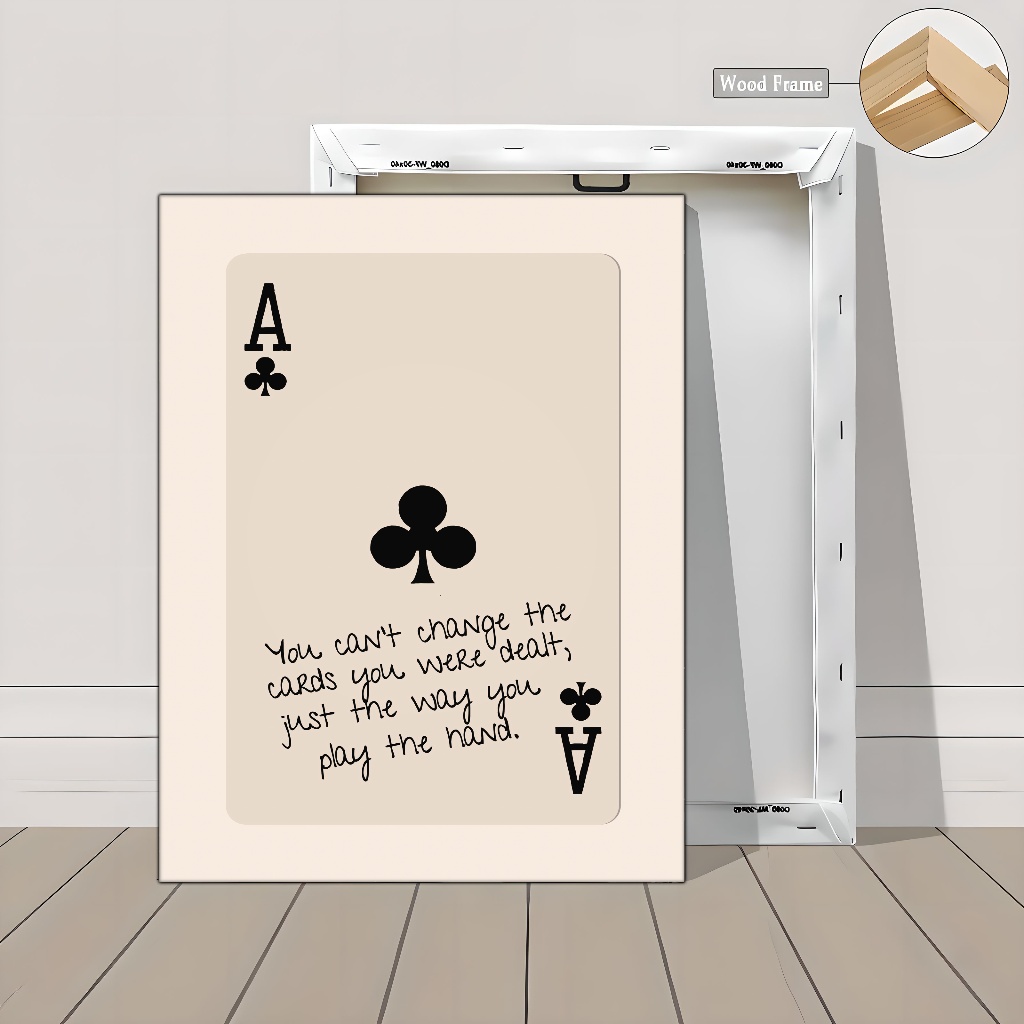 Wood Frame
A
You can't change the
cards you were dealt,
just the way you
play the hand.
A